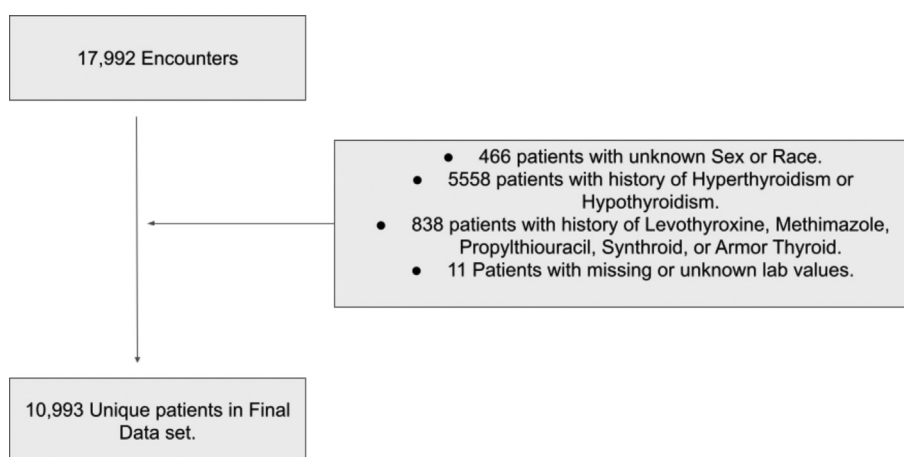 17,992 Encounters
● 466 patients with unknown Sex or Race.
● 5558 patients with history of Hyperthyroidism or
Hypothyroidism.
● 838 patients with history of Levothyroxine, Methimazole,
Propylthiouracil, Synthroid, or Armor Thyroid.
● 11 Patients with missing or unknown lab values.
10,993 Unique patients in Final
Data set.